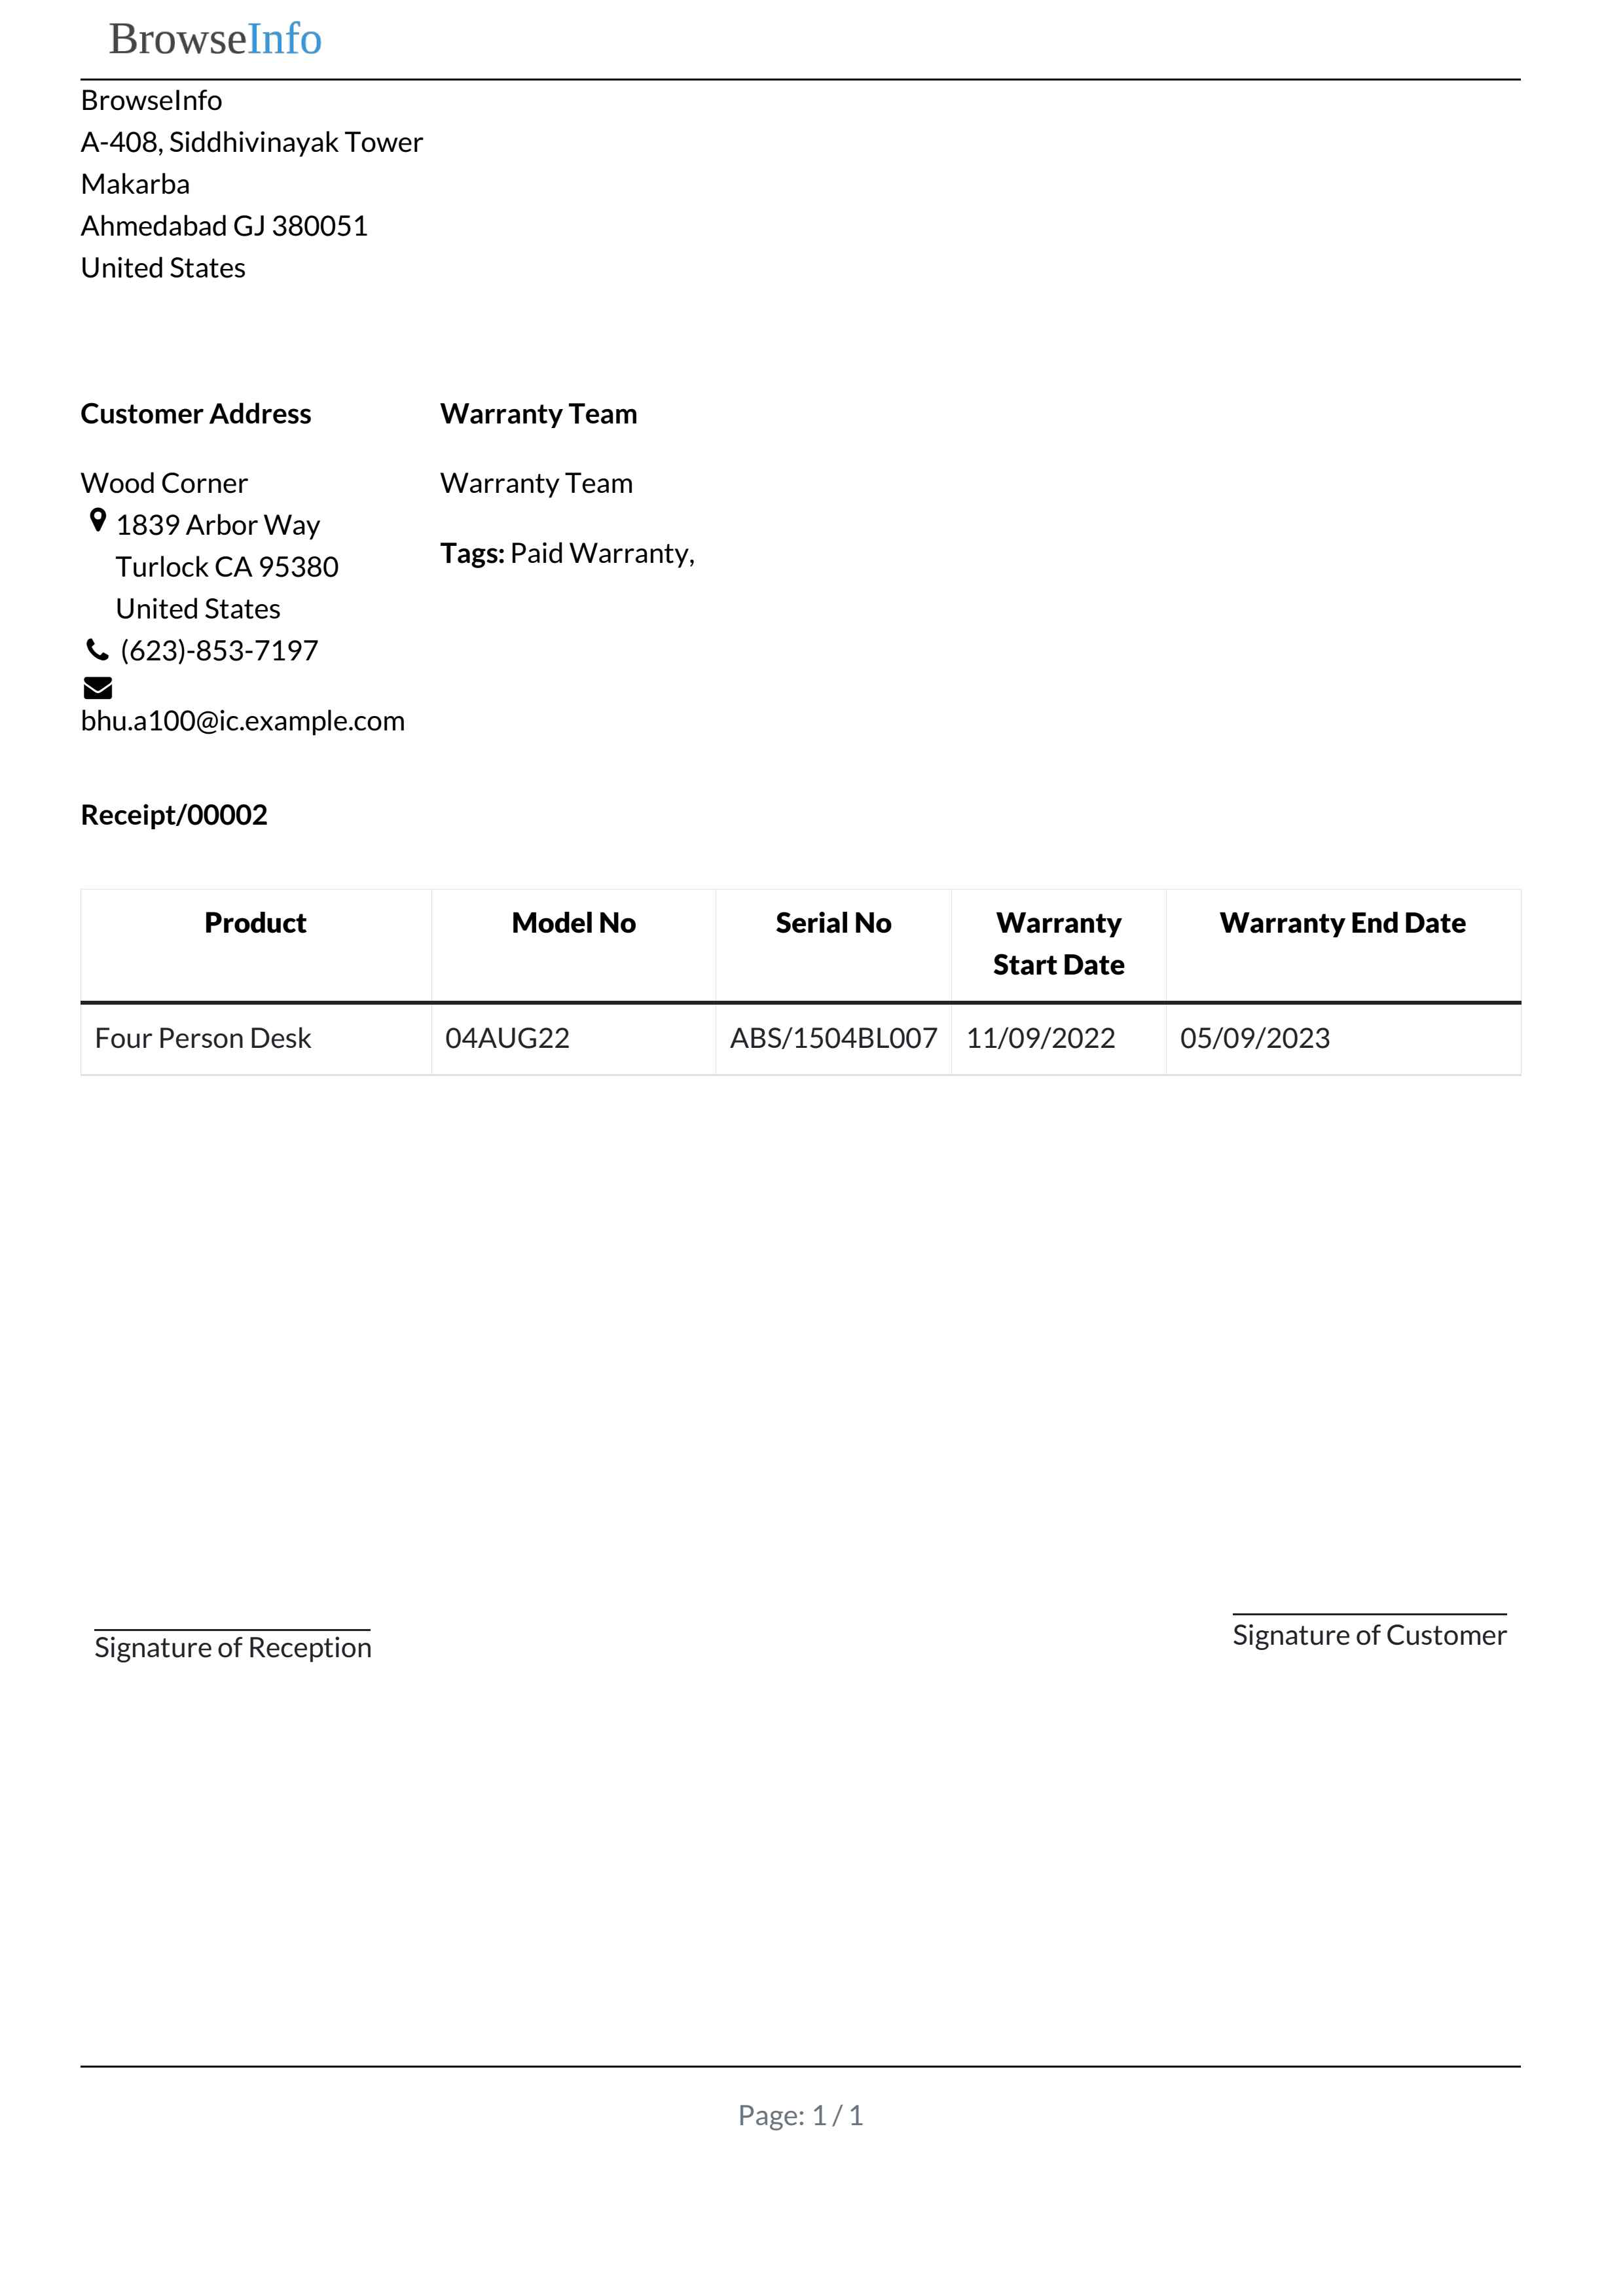 BrowseInfo
BrowseInfo
A-408, Siddhivinayak Tower
Makarba
Ahmedabad GJ 380051
United States
Customer Address
Wood Corner
1839 Arbor Way
Turlock CA 95380
United States
(623)-853-7197
bhu.a100@ic.example.com
Warranty Team
Warranty Team
Tags: Paid Warranty,
Receipt/00002
Product Model No Serial No Warranty Start Date Warranty End Date
Four Person Desk 04AUG22 ABS/1504BL007 11/09/2022 05/09/2023
Signature of Reception
Signature of Customer
Page: 1 / 1